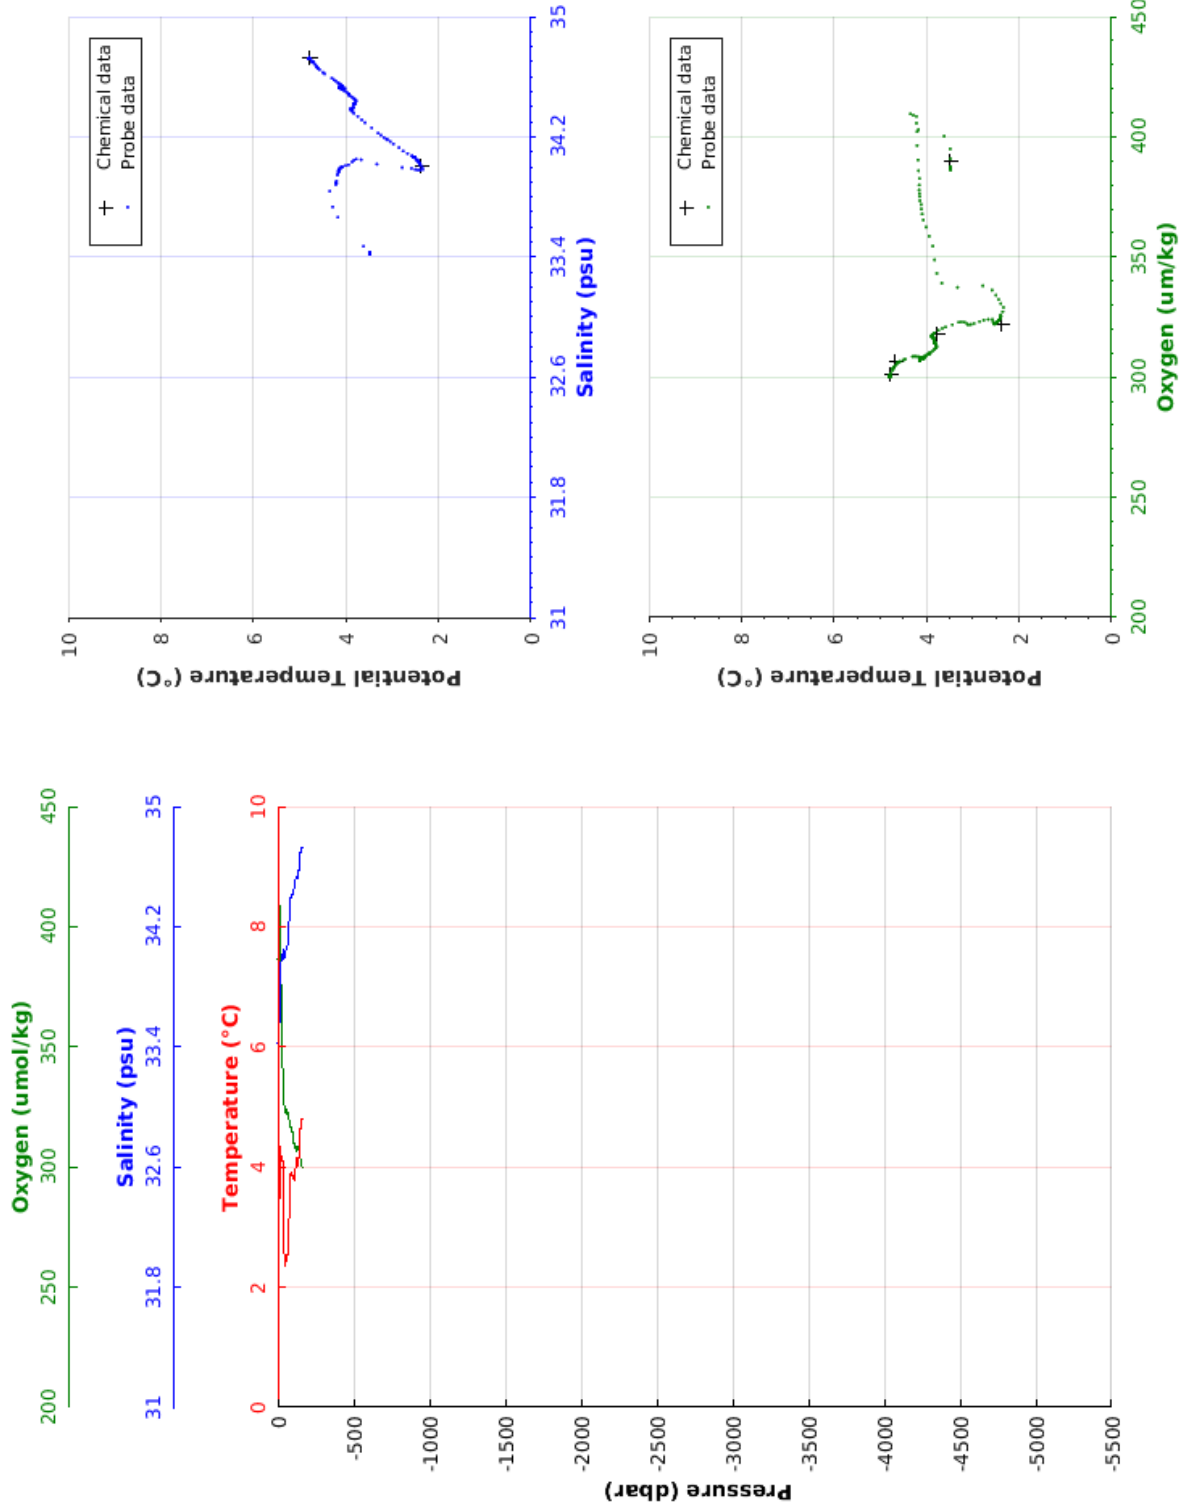 Oxygen (umol/kg)
200 250 300 350 400 450
Salinity (psu)
31 31.8 32.6 33.4 34.2 35
Temperature (°C)
0 2 4 6 8 10
Pressure (dbar)
0
-500
-1000
-1500
-2000
-2500
-3000
-3500
-4000
-4500
-5000
-5500
Potential Temperature (°C)
10
8
6
4
2
0
Chemical data
Probe data
31 31.8 32.6 33.4 34.2 35
Salinity (psu)
Potential Temperature (°C)
10
8
6
4
2
0
Chemical data
Probe data
200 250 300 350 400 450
Oxygen (um/kg)